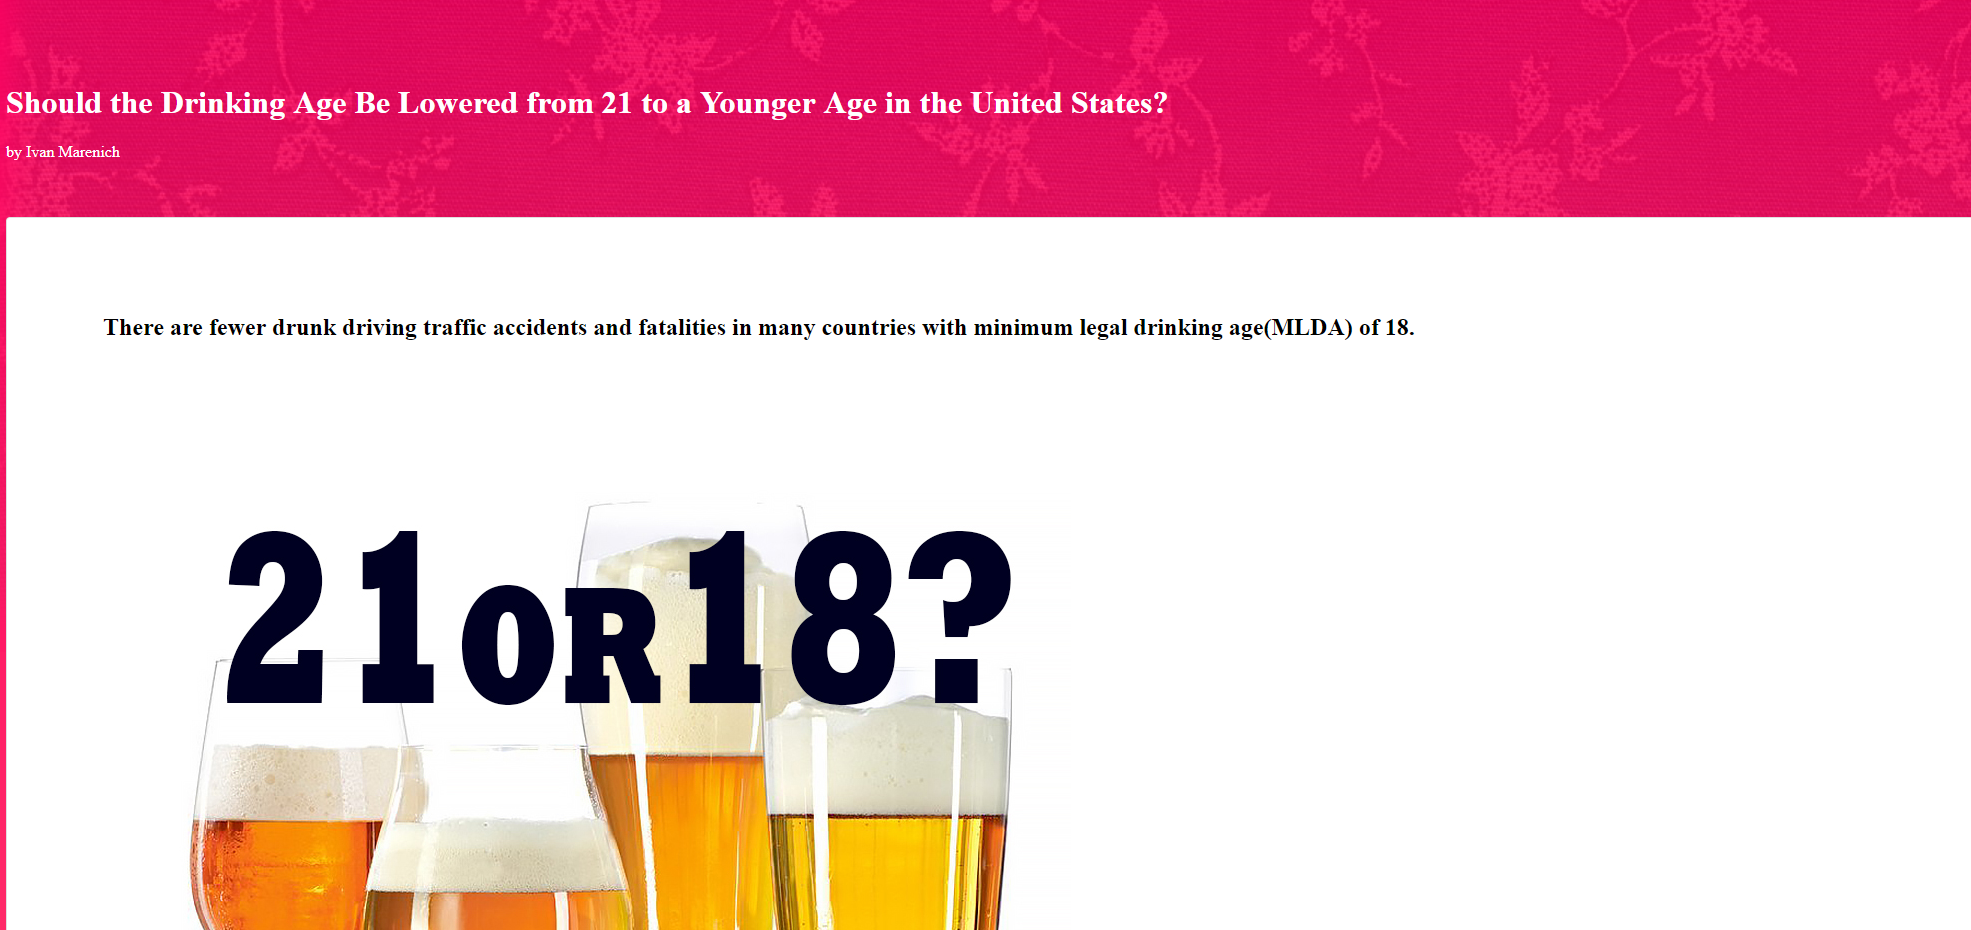 Should the Drinking Age Be Lowered from 21 to a Younger Age in the United States?
by Ivan Marenich
There are fewer drunk driving traffic accidents and fatalities in many countries with minimum legal drinking age(MLDA) of 18.
21 OR 18?